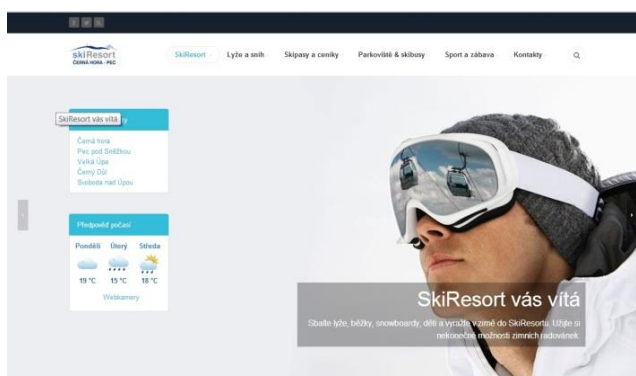 skiResort
ČERNÁ HORA - PEC
SkiResort
Lyže a sníh
Skipasy a ceníky
Parkoviště & skibusy
Sport a zábava
Kontakty
SkiResort vás vítá
Černá hora
Pec pod Sněžkou
Velká Úpa
Černý Důl
Svoboda nad Úpou
Předpověď počasí
Pondělí Úterý Středa
19 °C 15 °C 18 °C
Webkamery
SkiResort vás vítá
Sbalte lyže, běžky, snowboardy, děti a vyražte v zimě do SkiResortu. Užijte si
nekonečné možnosti zimních radovánek.